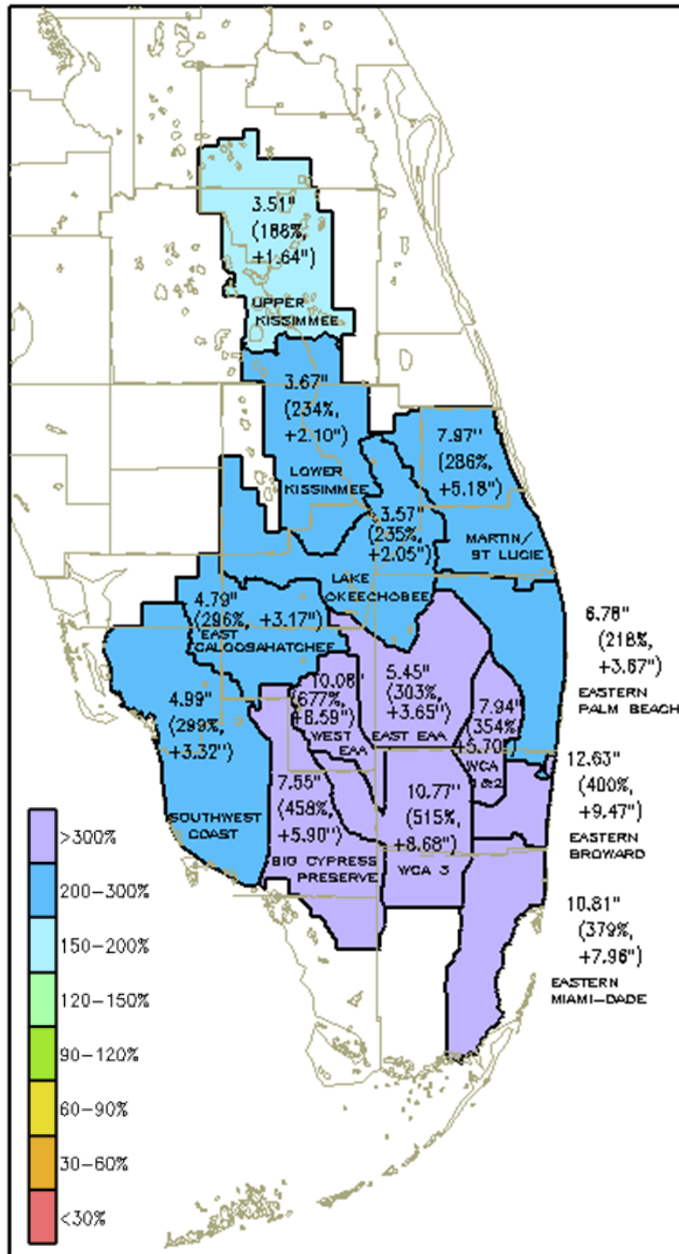 3.51"
(188%,
+1.64")
UPPER
KISSIMMEE
3.67"
(234%,
+2.10")
LOWER
KISSIMMEE
7.97"
(286%,
+5.18")
MARTIN/
ST LUCIE
3.57"
(235%,
+2.05")
LAKE
OKEECHOBEE
4.79"
(296%, +3.17")
EAST
CALOOSAHATCHEE
6.78"
(218%,
+3.67")
EASTERN
PALM BEACH
10.08"
(677%,
+8.59")
WEST
EAA
5.45"
(303%,
+3.65")
EAST EAA
7.94"
(354%
+5.70")
WCA
1&2
4.99"
(299%,
+3.32")
SOUTHWEST
COAST
7.55"
(458%,
+5.90")
BIG CYPRESS
PRESERVE
10.77"
(515%,
+8.68")
WCA 3
12.63"
(400%,
+9.47")
EASTERN
BROWARD
10.81"
(379%,
+7.96")
EASTERN
MIAMI-DADE
>300%
200-300%
150-200%
120-150%
90-120%
60-90%
30-60%
<30%